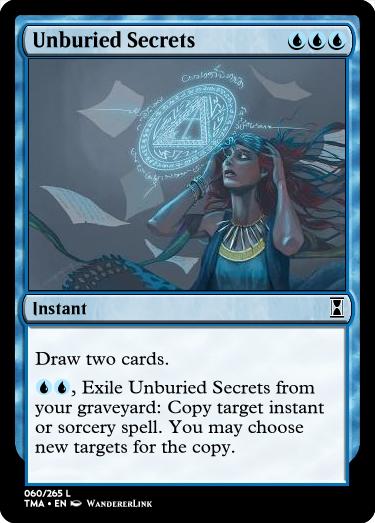 Unburied Secrets
Instant
Draw two cards.
, Exile Unburied Secrets from
your graveyard: Copy target instant
or sorcery spell. You may choose
new targets for the copy.
060/265 L
TMA • EN WANDERERLINK